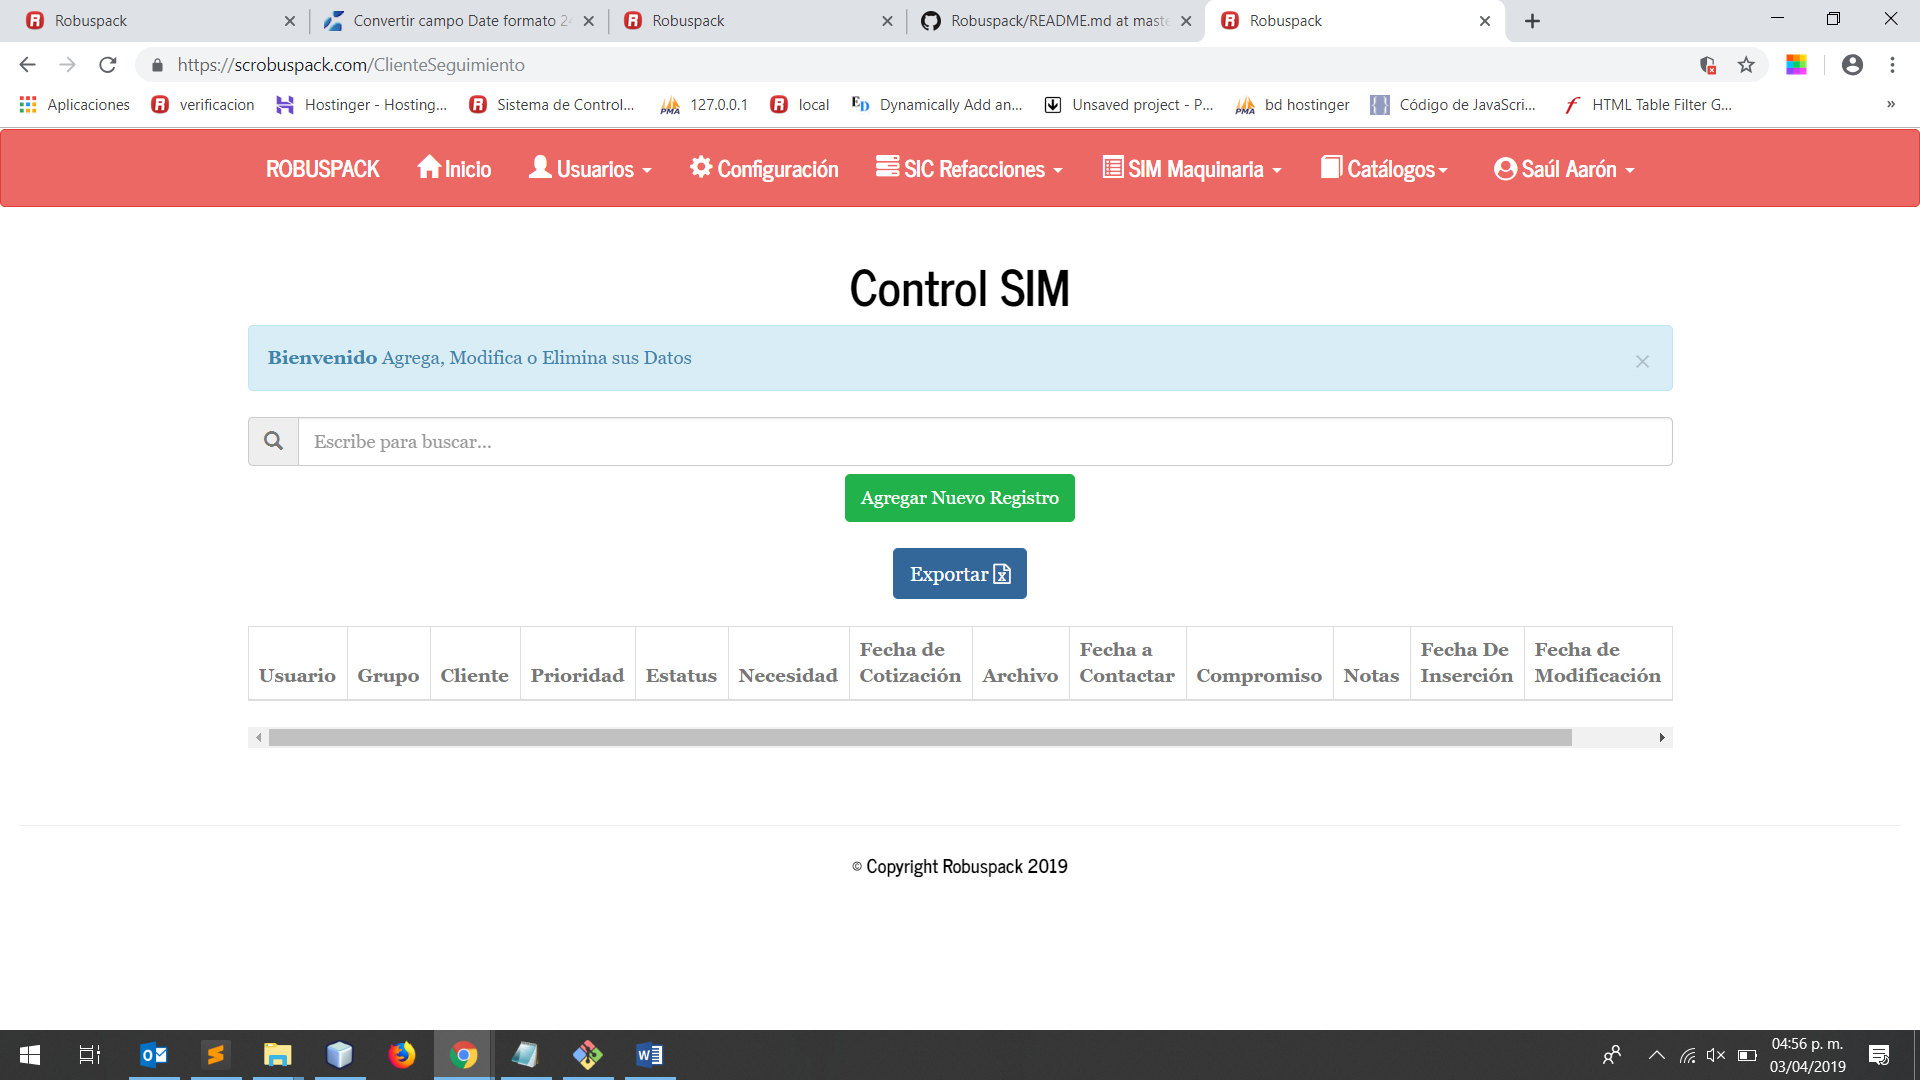 Robuspack
Convertir campo Date formato 24
Robuspack
Robuspack/README.md at maste
Robuspack
https://scrobuspack.com/ClienteSeguimiento
Aplicaciones
verificacion
Hostinger - Hosting...
Sistema de Control...
127.0.0.1
local
Dynamically Add an...
Unsaved project - P...
bd hostinger
Código de JavaScri...
HTML Table Filter G...
»
ROBUSPACK
Inicio
Usuarios
Configuración
SIC Refacciones
SIM Maquinaria
Catálogos
Saúl Aarón
Control SIM
Bienvenido Agrega, Modifica o Elimina sus Datos
×
Escribe para buscar...
Agregar Nuevo Registro
Exportar
Usuario
Grupo
Cliente
Prioridad
Estatus
Necesidad
Fecha de
Cotización
Archivo
Fecha a
Contactar
Compromiso
Notas
Fecha De
Inserción
Fecha de
Modificación
© Copyright Robuspack 2019
04:56 p. m.
03/04/2019